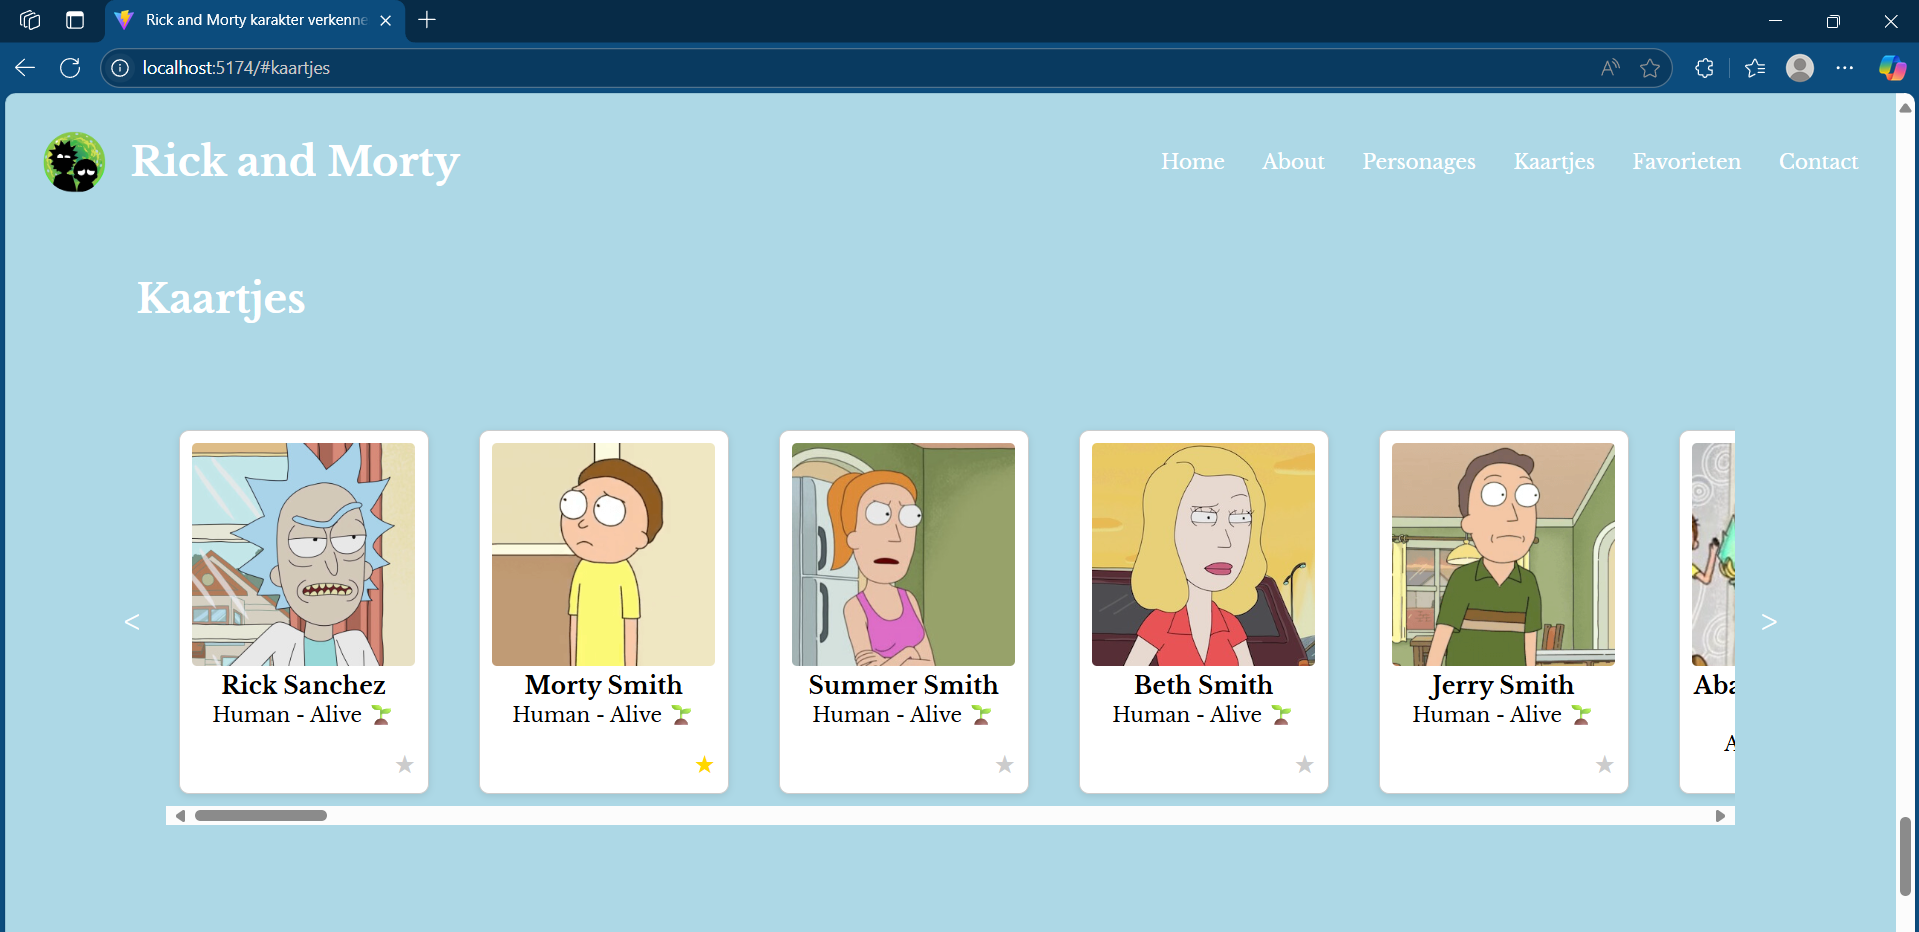 Rick and Morty karakter verkenne
localhost:5174/#kaartjes
Rick and Morty
Home About Personages Kaartjes Favorieten Contact
Kaartjes
<
Rick Sanchez
Human - Alive 🌱
★
Morty Smith
Human - Alive 🌱
★
Summer Smith
Human - Alive 🌱
★
Beth Smith
Human - Alive 🌱
★
Jerry Smith
Human - Alive 🌱
★
Aba
A
>